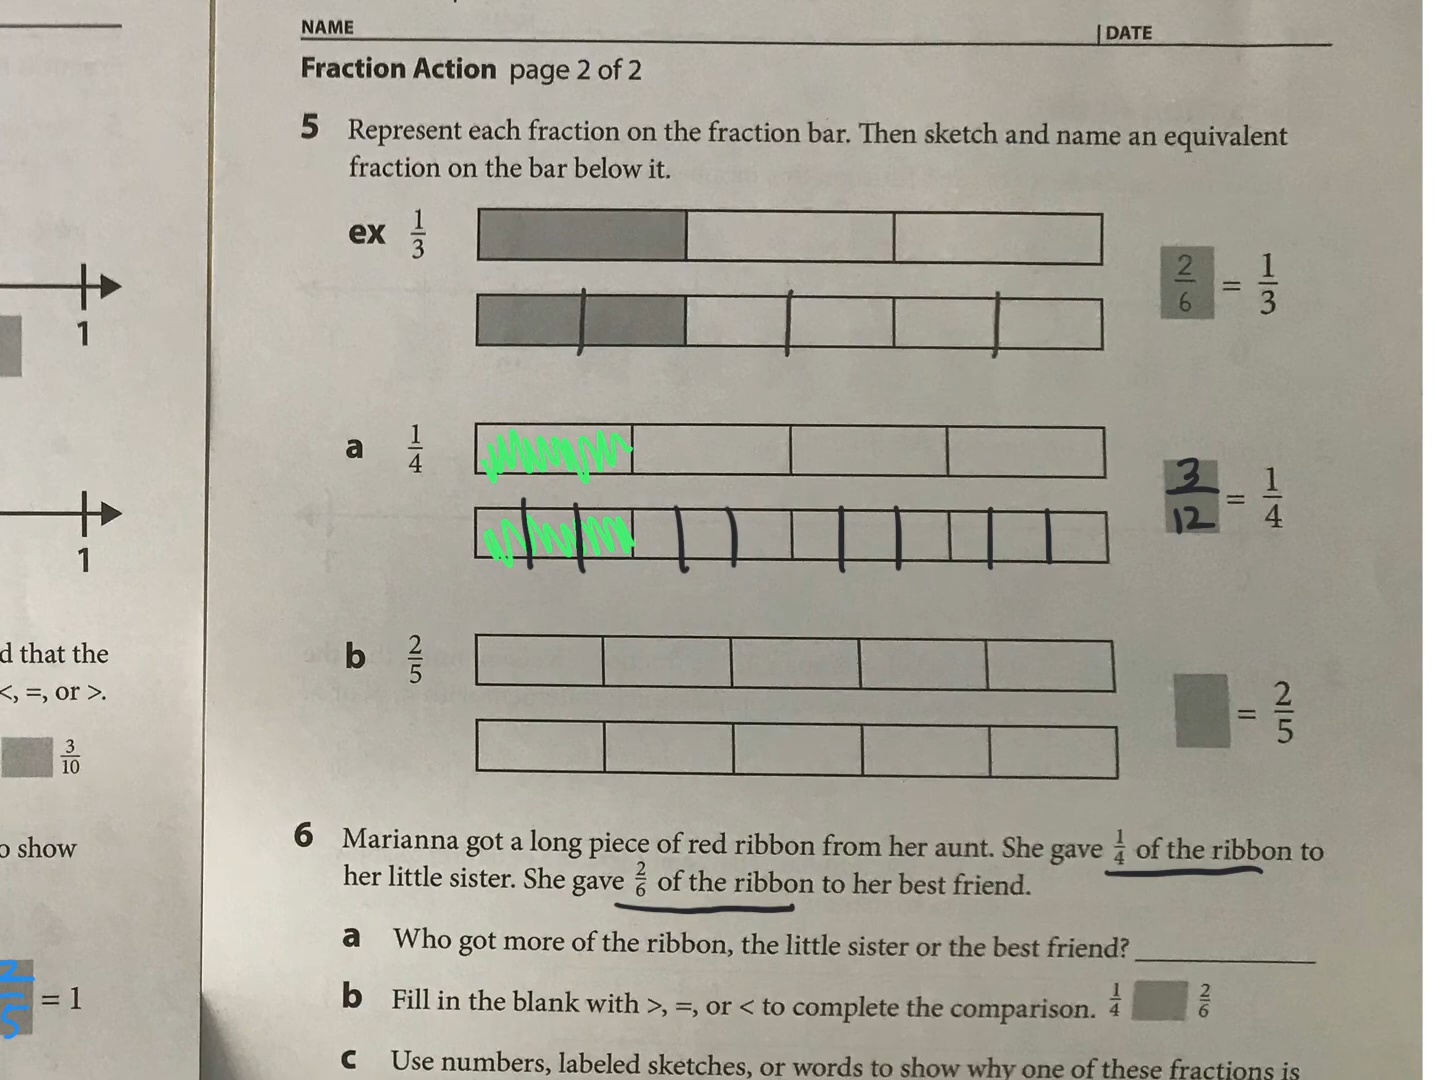 NAME | DATE
Fraction Action page 2 of 2
5 Represent each fraction on the fraction bar. Then sketch and name an equivalent
fraction on the bar below it.
ex 1/3
2/6 = 1/3
a 1/4
3/12 = 1/4
b 2/5
= 2/5
6 Marianna got a long piece of red ribbon from her aunt. She gave 1/4 of the ribbon to
her little sister. She gave 2/6 of the ribbon to her best friend.
a Who got more of the ribbon, the little sister or the best friend?
b Fill in the blank with >, =, or < to complete the comparison. 1/4 2/6
c Use numbers, labeled sketches, or words to show why one of these fractions is
1
1
d that the
<, =, or >.
3/10
o show
= 1